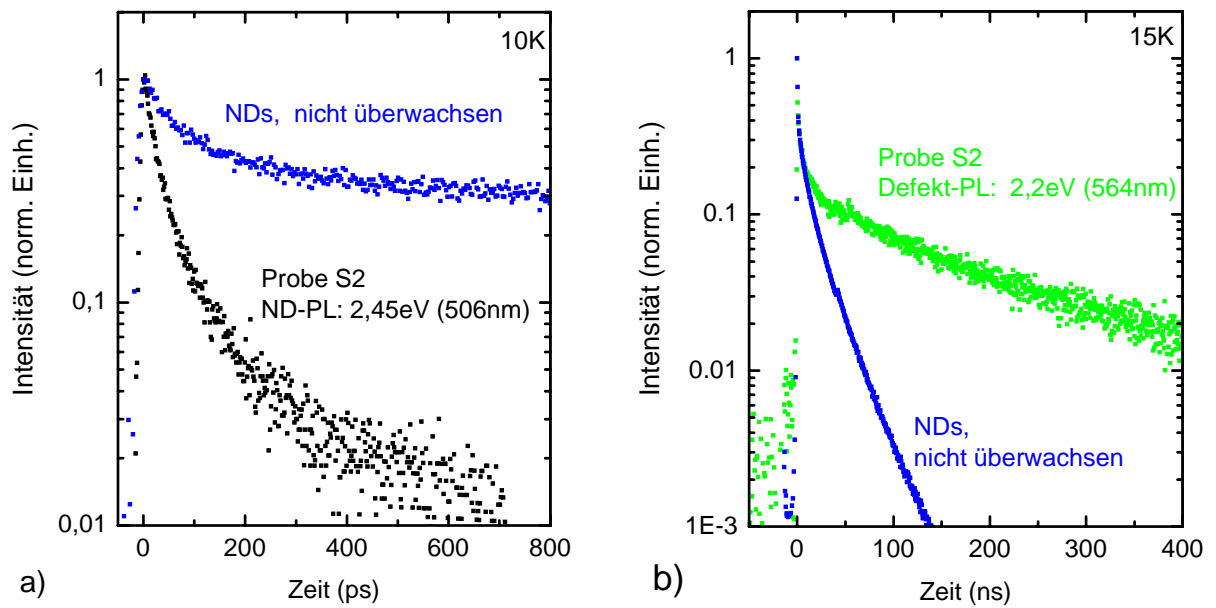 10K
1
0,1
0,01
Intensität (norm. Einh.)
NDs, nicht überwachsen
Probe S2
ND-PL: 2,45eV (506nm)
0
200
400
600
800
Zeit (ps)
a)
15K
1
0.1
0.01
1E-3
Intensität (norm. Einh.)
Probe S2
Defekt-PL: 2,2eV (564nm)
NDs,
nicht überwachsen
0
100
200
300
400
Zeit (ns)
b)